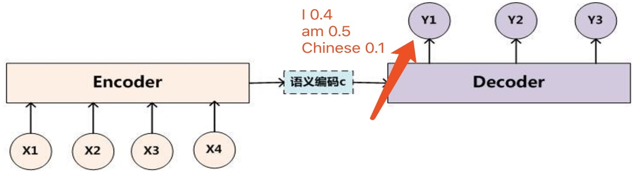 I 0.4
am 0.5
Chinese 0.1
Y1 Y2 Y3
Encoder 语义编码c Decoder
X1 X2 X3 X4